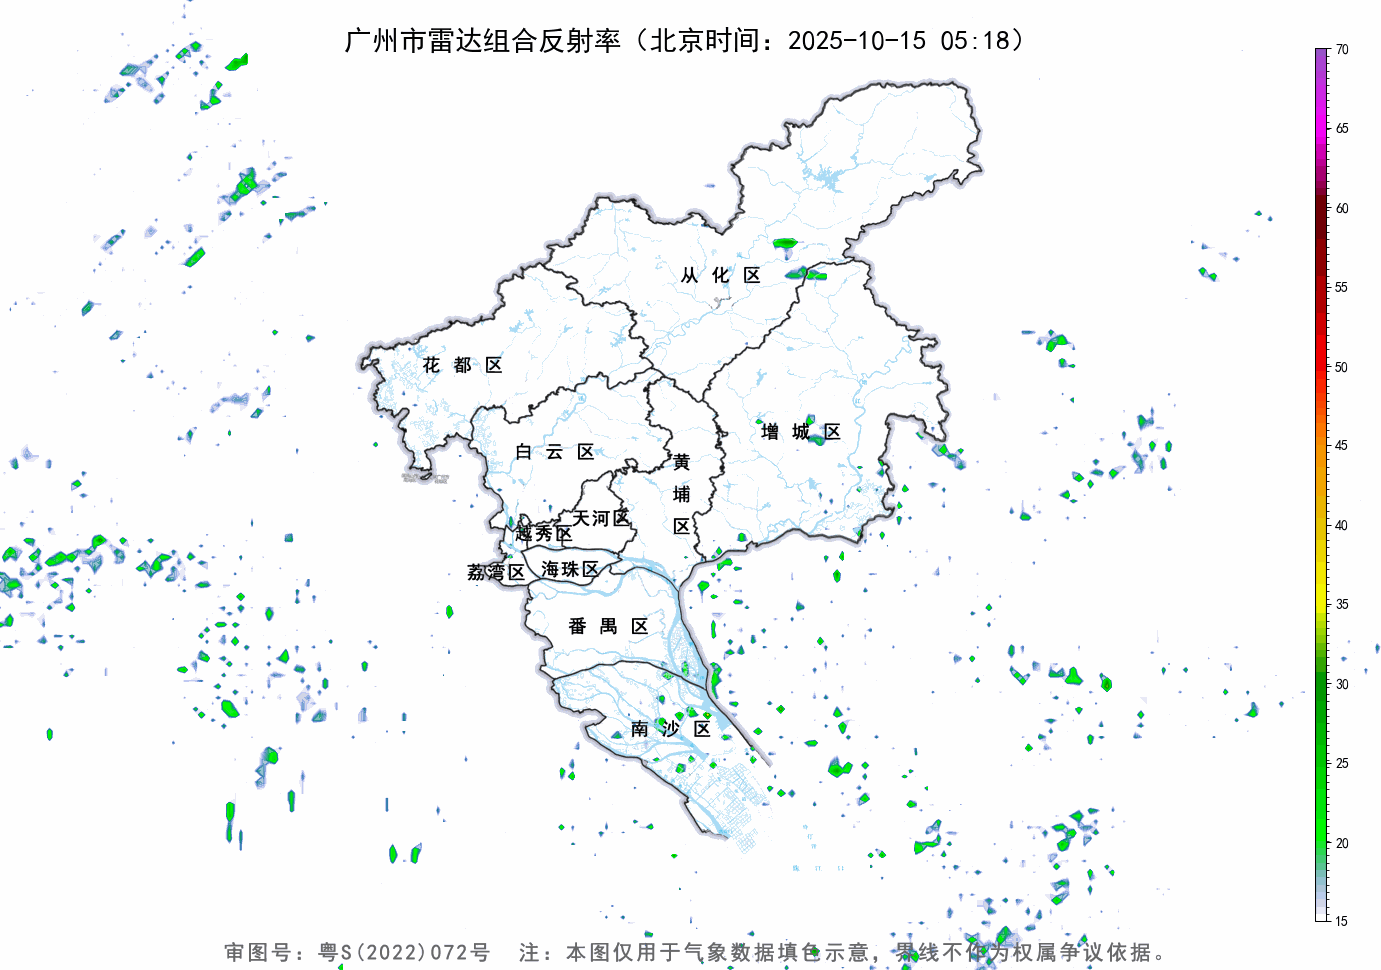 广州市雷达组合反射率（北京时间：2025-10-15 05:18）
70
65
60
55
50
45
40
35
30
25
20
15
从化区
花都区
增城区
白云区
黄埔区
天河区
越秀区
荔湾区
海珠区
番禺区
南沙区
审图号：粤S(2022)072号 注：本图仅用于气象数据填色示意，界线不作为权属争议依据。